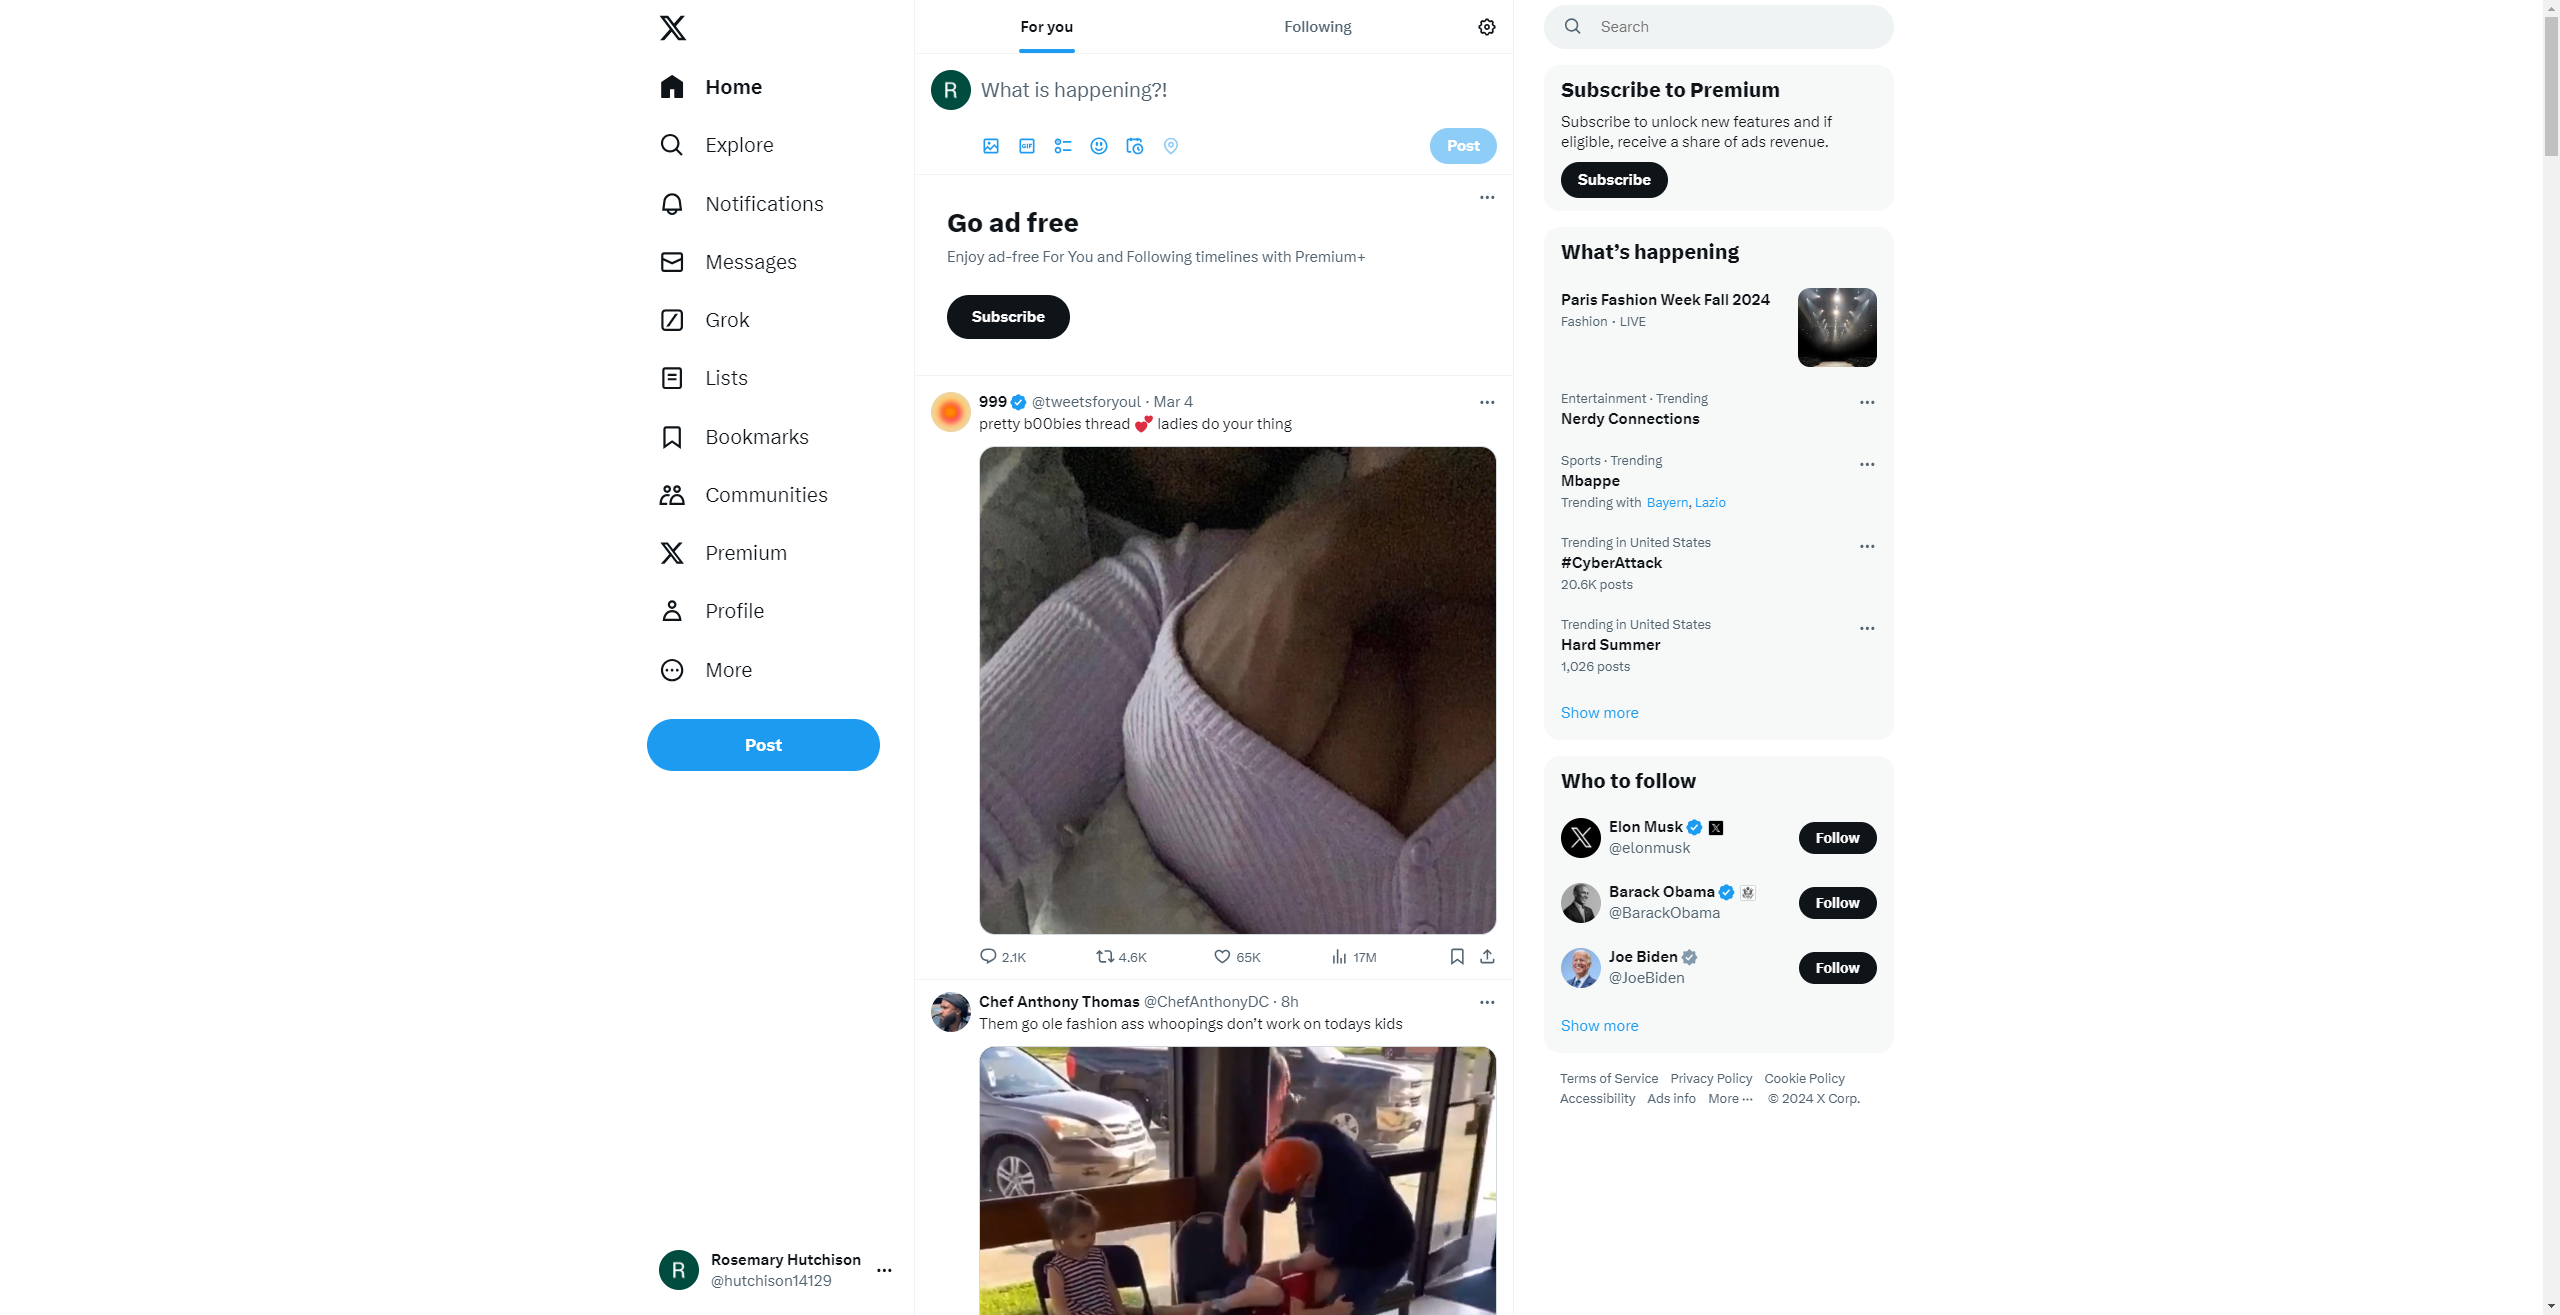 Home
Explore
Notifications
Messages
Grok
Lists
Bookmarks
Communities
Premium
Profile
More
Post
R
Rosemary Hutchison
@hutchison14129
For you
Following
R
What is happening?!
GIF
Post
Go ad free
Enjoy ad-free For You and Following timelines with Premium+
Subscribe
999 @tweetsforyoul · Mar 4
pretty b00bies thread 💕 ladies do your thing
2.1K 4.6K 65K 17M
Chef Anthony Thomas @ChefAnthonyDC · 8h
Them go ole fashion ass whoopings don’t work on todays kids
Search
Subscribe to Premium
Subscribe to unlock new features and if
eligible, receive a share of ads revenue.
Subscribe
What’s happening
Paris Fashion Week Fall 2024
Fashion · LIVE
Entertainment · Trending
Nerdy Connections
Sports · Trending
Mbappe
Trending with Bayern, Lazio
Trending in United States
#CyberAttack
20.6K posts
Trending in United States
Hard Summer
1,026 posts
Show more
Who to follow
Elon Musk
@elonmusk
Follow
Barack Obama
@BarackObama
Follow
Joe Biden
@JoeBiden
Follow
Show more
Terms of Service Privacy Policy Cookie Policy
Accessibility Ads info More ··· © 2024 X Corp.